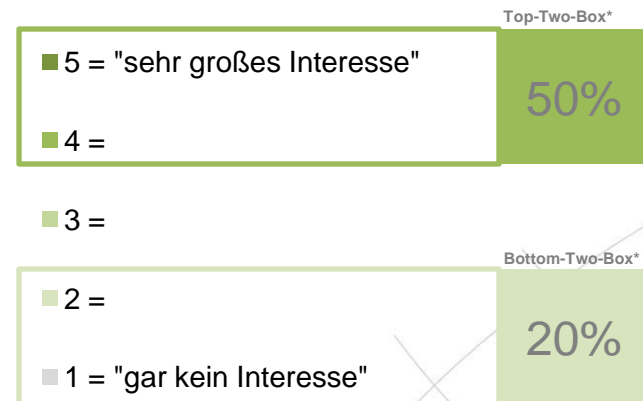 Top-Two-Box*
5 = "sehr großes Interesse"
50%
4 =
3 =
Bottom-Two-Box*
2 =
20%
1 = "gar kein Interesse"